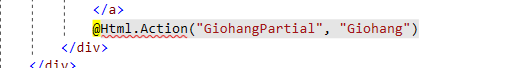 </a>
@Html.Action("GiohangPartial", "Giohang")
</div>
</div>